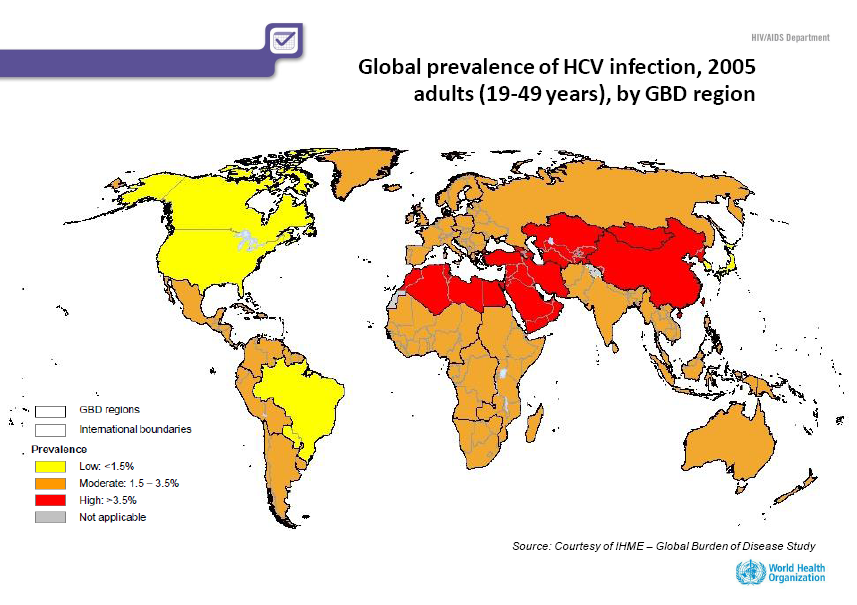 HIV/AIDS Department
Global prevalence of HCV infection, 2005
adults (19-49 years), by GBD region
GBD regions
International boundaries
Prevalence
Low: <1.5%
Moderate: 1.5 – 3.5%
High: >3.5%
Not applicable
Source: Courtesy of IHME – Global Burden of Disease Study
World Health
Organization